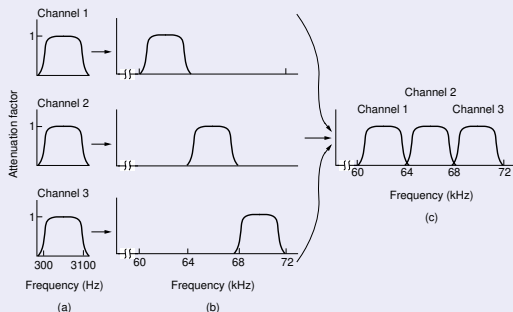 Channel 1
1
Channel 2
Channel 2
1
Channel 1
Channel 3
Attenuation factor
60
64
68
72
Frequency (kHz)
Channel 3
(c)
1
300
3100
60
64
68
72
Frequency (Hz)
Frequency (kHz)
(a)
(b)